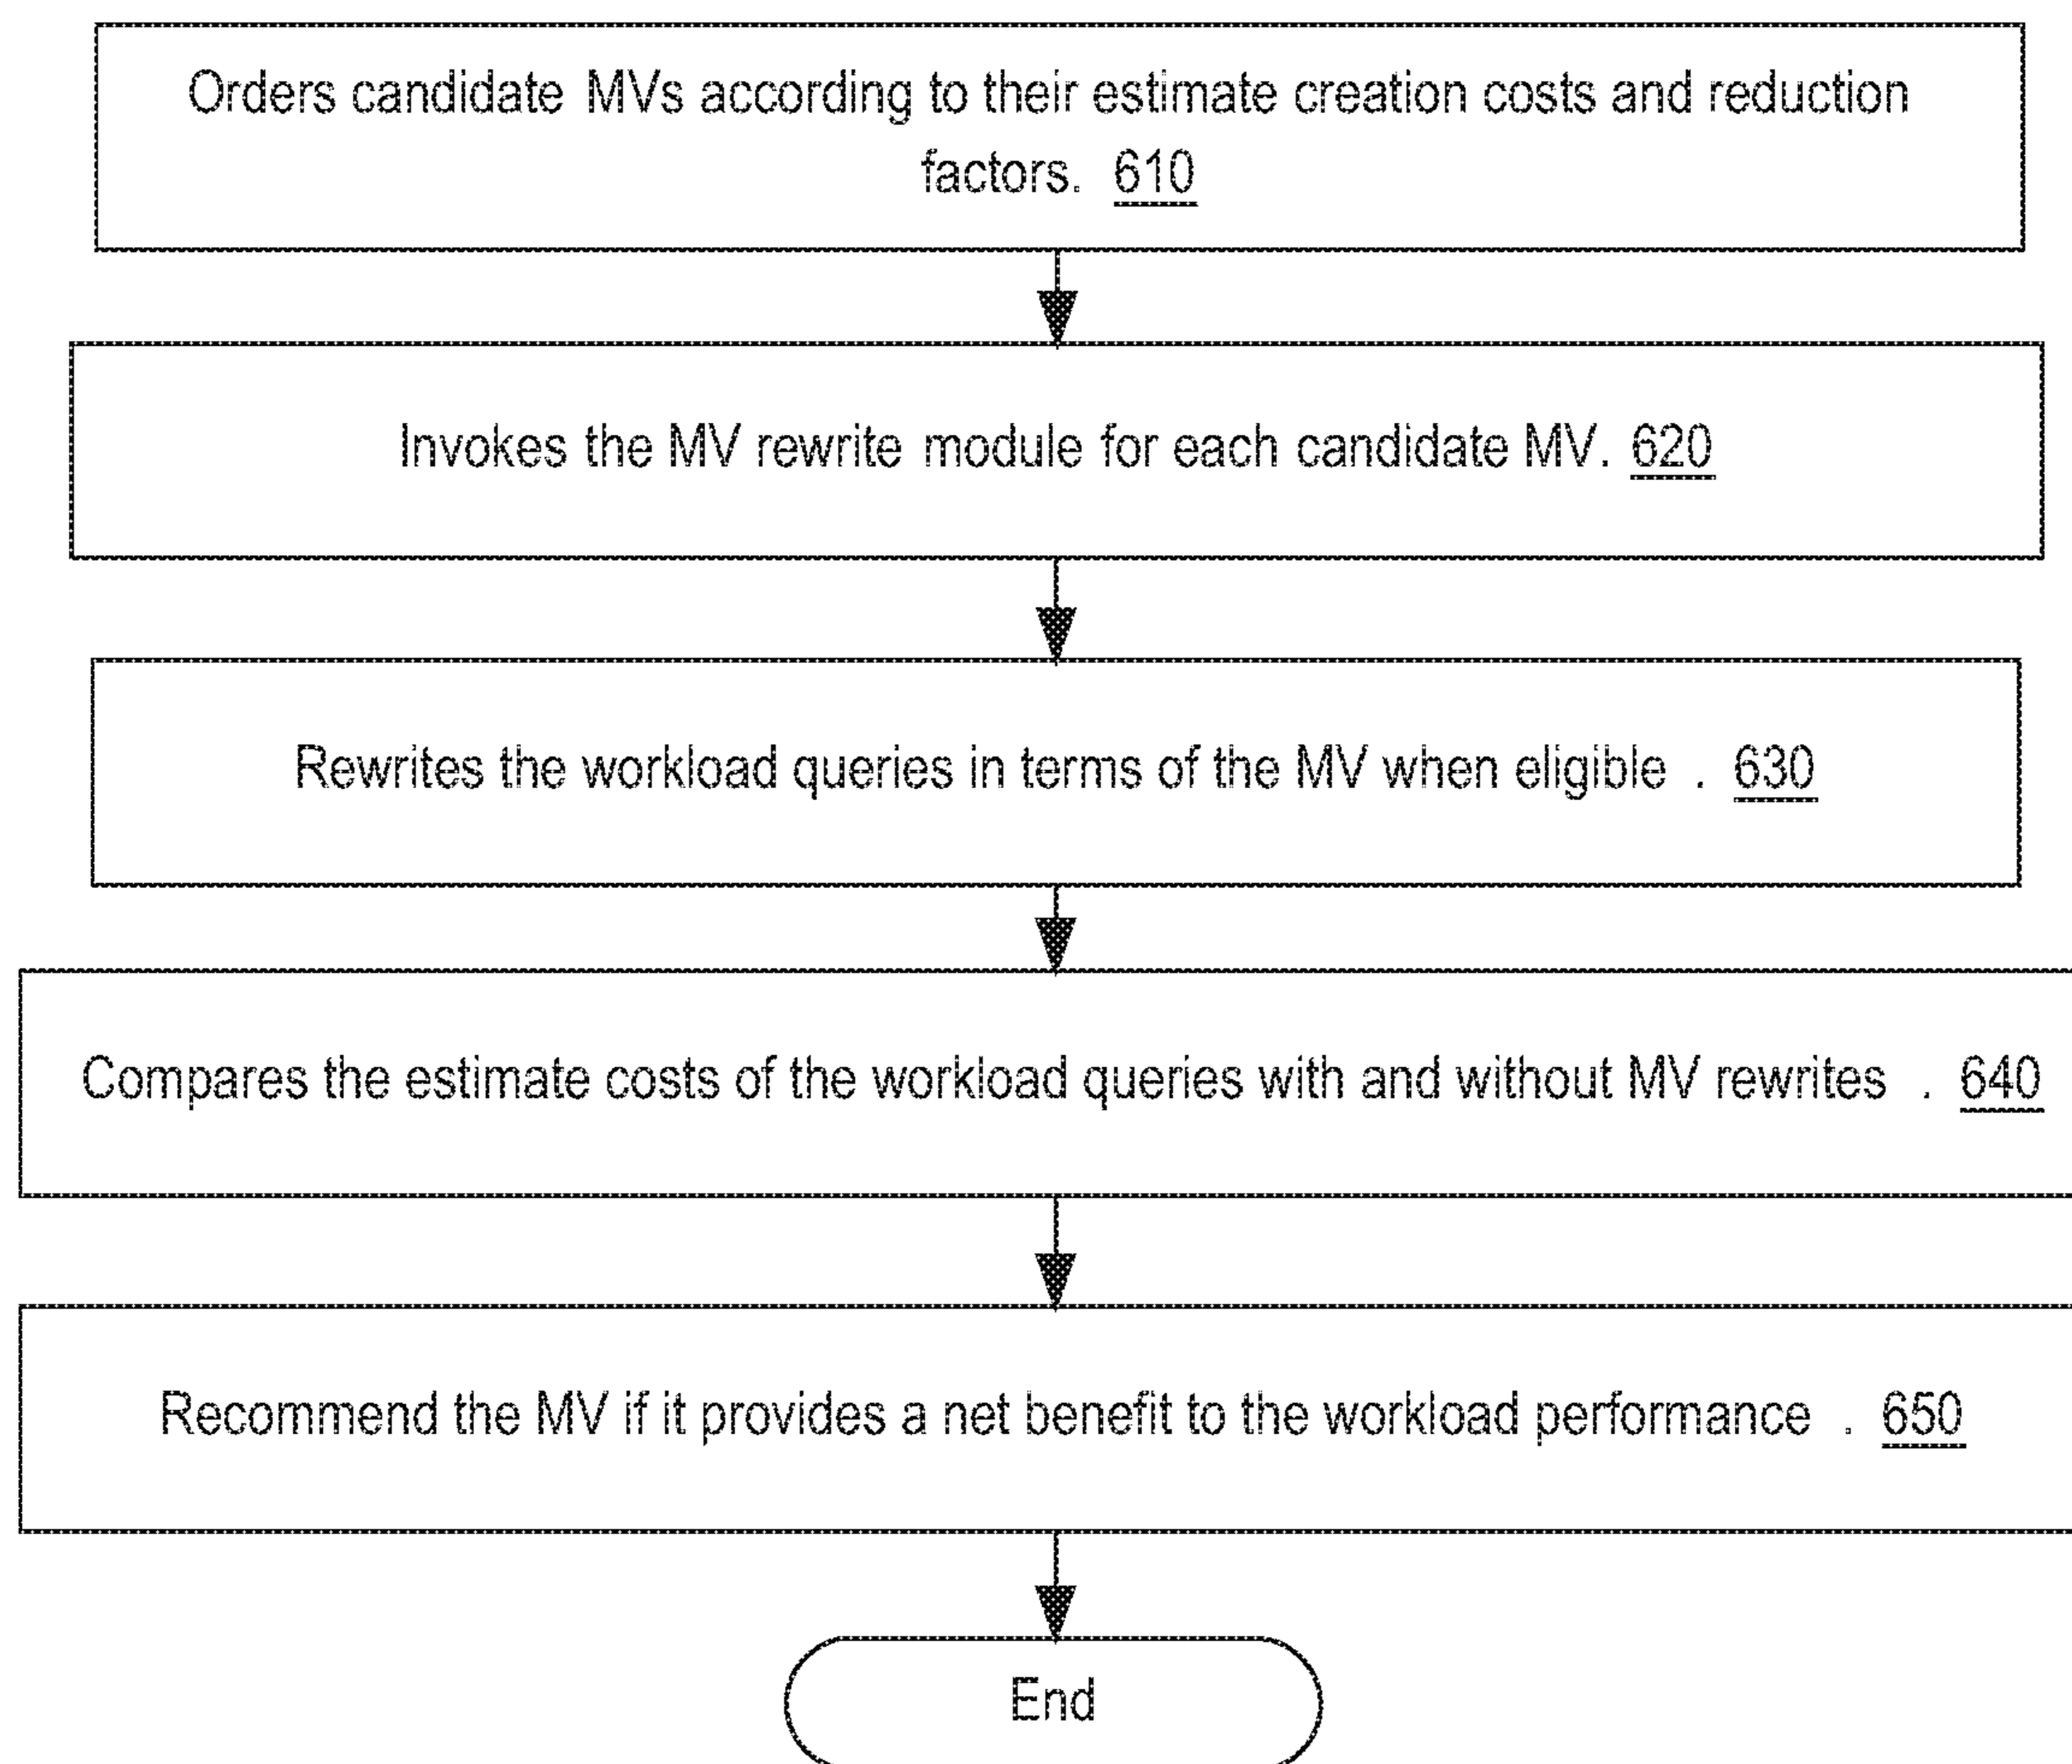 Orders candidate MVs according to their estimate creation costs and reduction
factors. 610
Invokes the MV rewrite module for each candidate MV. 620
Rewrites the workload queries in terms of the MV when eligible . 630
Compares the estimate costs of the workload queries with and without MV rewrites . 640
Recommend the MV if it provides a net benefit to the workload performance . 650
End